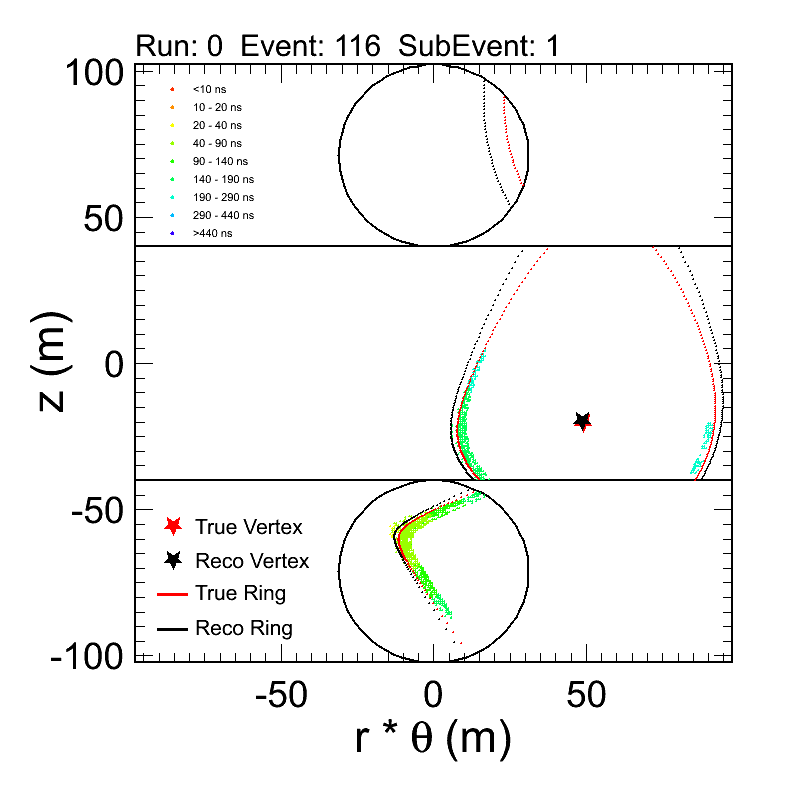 Run: 0 Event: 116 SubEvent: 1
100
<10 ns
10 - 20 ns
20 - 40 ns
40 - 90 ns
90 - 140 ns
140 - 190 ns
190 - 290 ns
290 - 440 ns
>440 ns
50
0
z (m)
-50
True Vertex
Reco Vertex
True Ring
Reco Ring
-100
-50 0 50
r * θ (m)